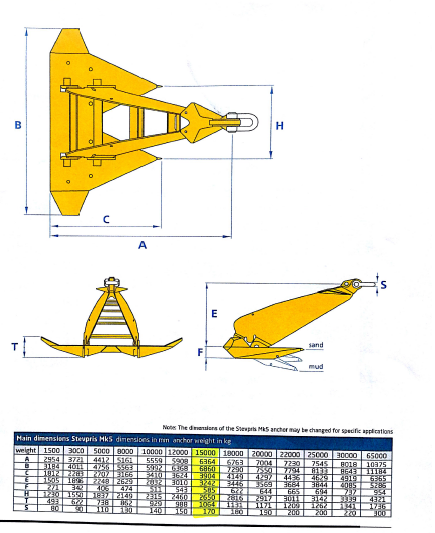 B
H
C
A
S
E
T
F
sand
mud
Note: The dimensions of the Stevpris Mk5 anchor may be changed for specific applications
Main dimensions Stevpris Mk5 dimensions in mm anchor weight in kg
weight 1500 3000 5000 8000 10000 12000 15000 18000 20000 22000 25000 30000 65000
A 2954 3721 4412 5161 5559 5908 6364 6763 7004 7230 7545 8018 10375
B 3184 4011 4756 5563 5992 6368 6860 7290 7550 7794 8133 8643 11184
C 1812 2283 2707 3166 3410 3624 3904 4149 4297 4436 4629 4919 6365
E 1505 1896 2248 2629 2832 3010 3242 3446 3569 3684 3844 4085 5286
F 271 342 406 474 511 543 585 622 644 665 694 737 954
H 1230 1550 1837 2149 2315 2460 2650 2816 2917 3011 3142 3339 4321
T 493 622 738 862 929 988 1064 1131 1171 1209 1262 1341 1736
S 80 90 110 130 140 150 170 180 190 200 200 220 300